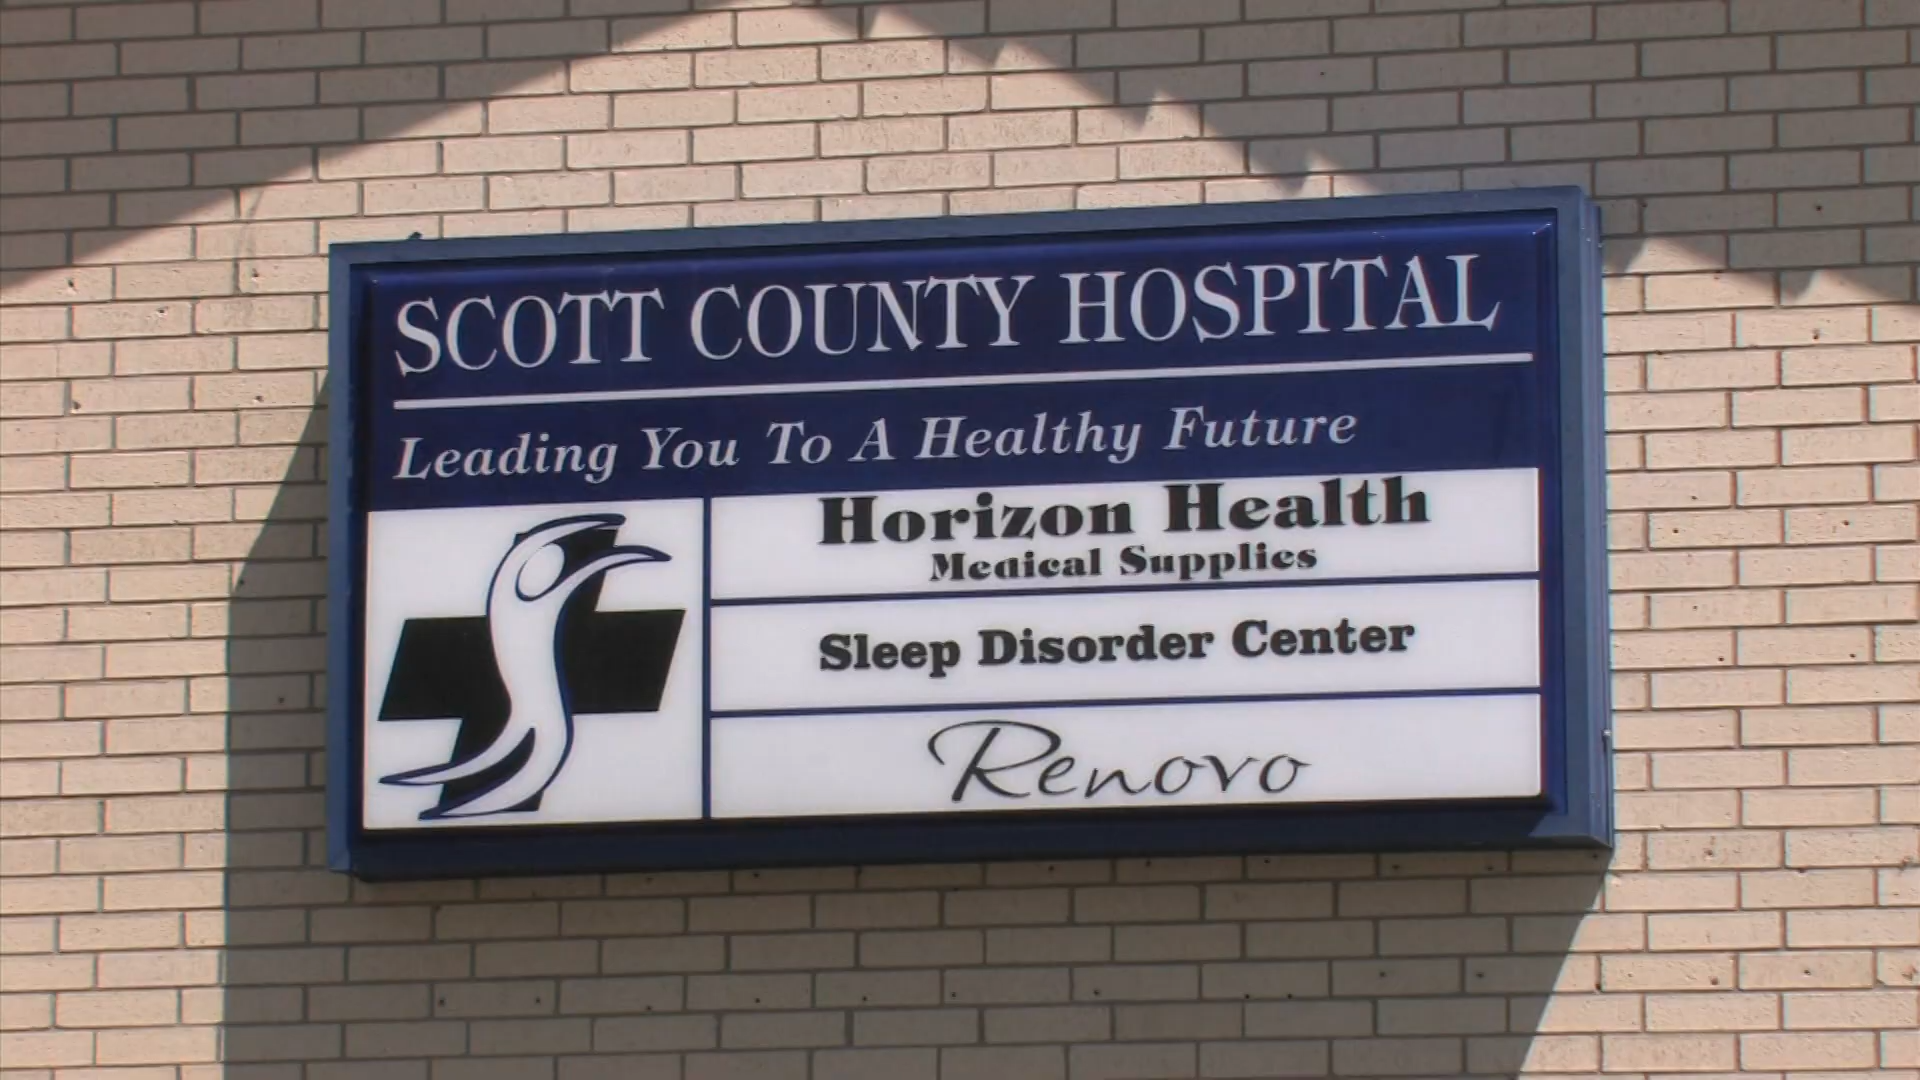 SCOTT COUNTY HOSPITAL
Leading You To A Healthy Future
Horizon Health
Medical Supplies
Sleep Disorder Center
Renovo